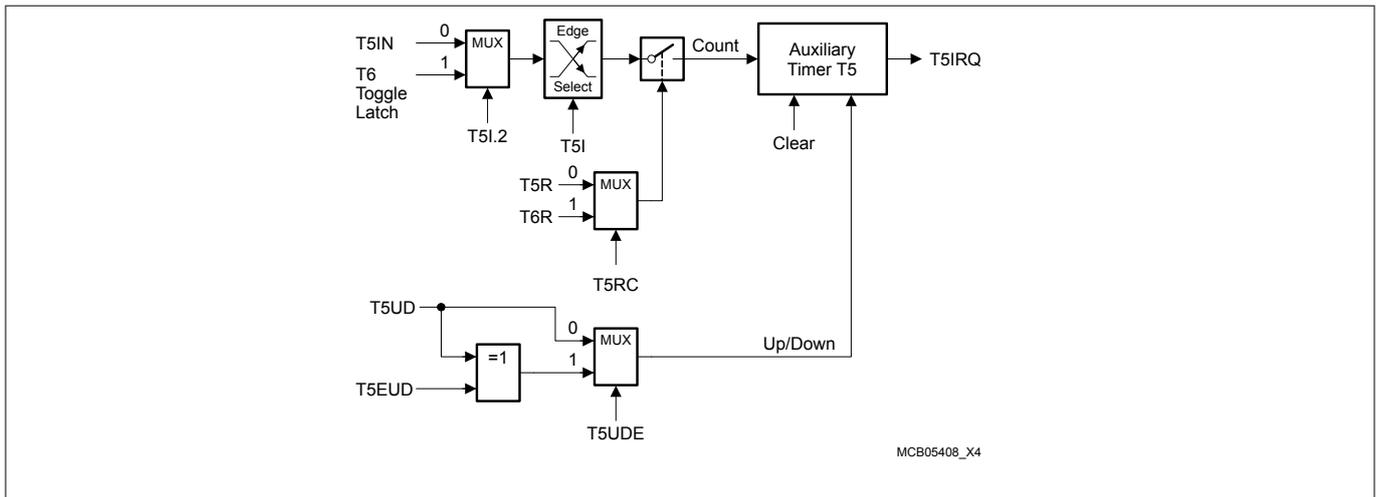 T5IN
0
MUX
T6
Toggle
Latch
1
T5I.2
Edge
Select
T5I
Count
Auxiliary
Timer T5
T5IRQ
Clear
T5R
0
T6R
1
MUX
T5RC
T5UD
0
MUX
1
=1
T5EUD
T5UDE
Up/Down
MCB05408_X4